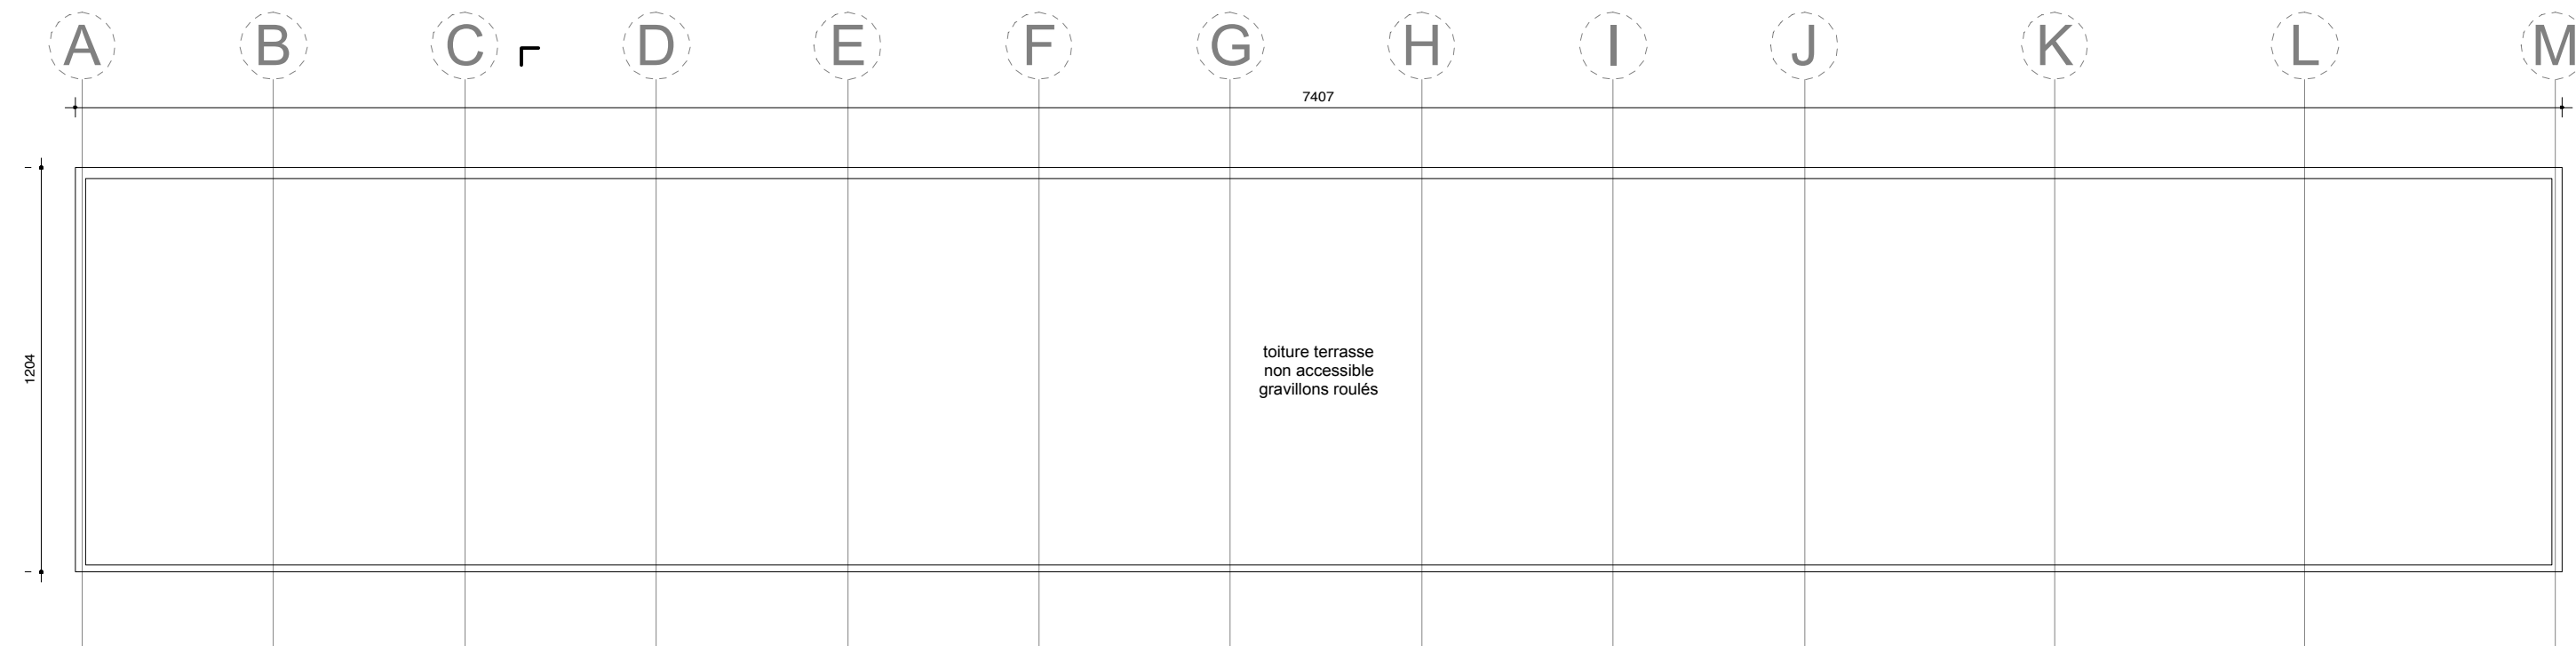 A B C D E F G H I J K L M
7407
1204
toiture terrasse
non accessible
gravillons roulés